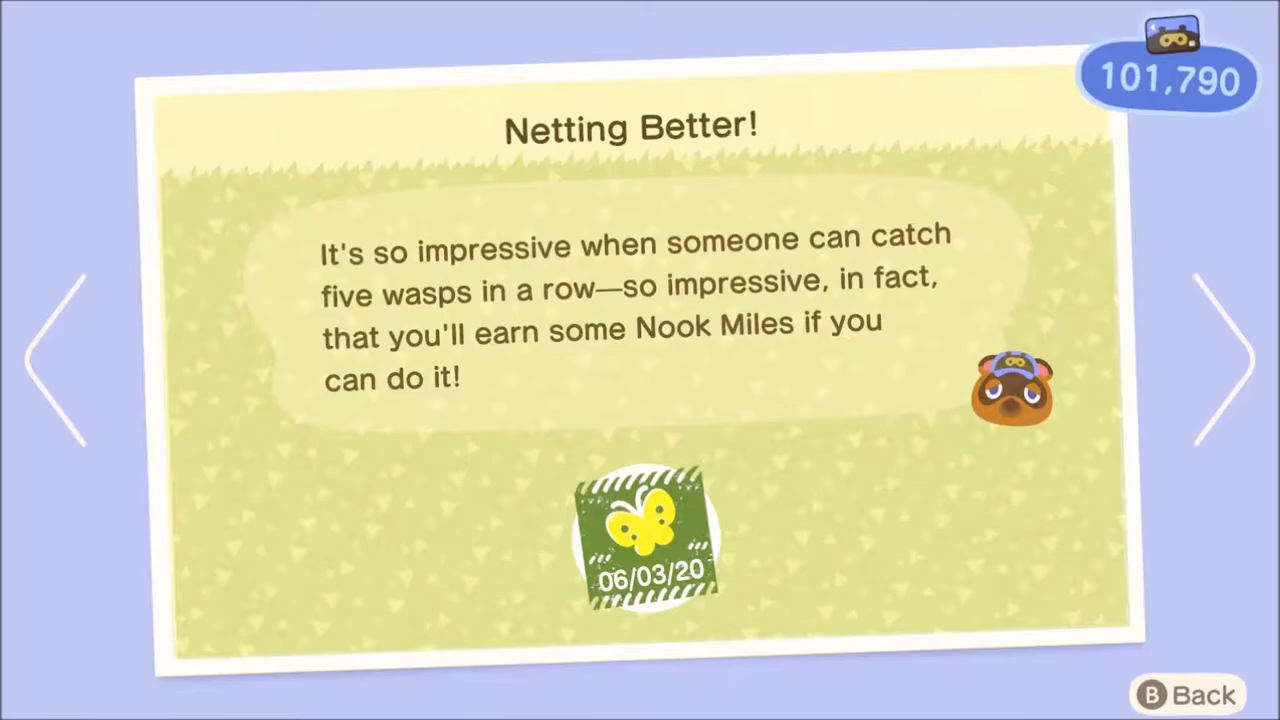 101,790
Netting Better!
It's so impressive when someone can catch
five wasps in a row—so impressive, in fact,
that you'll earn some Nook Miles if you
can do it!
06/03/20
B Back